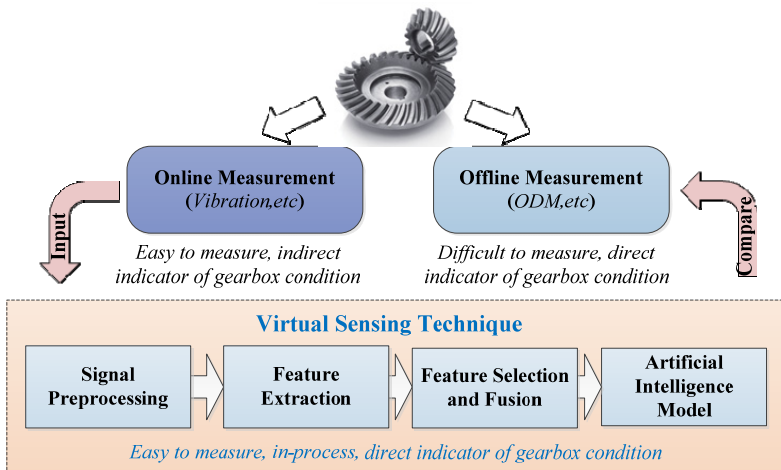 Online Measurement
(Vibration,etc)
Offline Measurement
(ODM,etc)
Input
Compare
Easy to measure, indirect
indicator of gearbox condition
Difficult to measure, direct
indicator of gearbox condition
Virtual Sensing Technique
Signal
Preprocessing
Feature
Extraction
Feature Selection
and Fusion
Artificial
Intelligence
Model
Easy to measure, in-process, direct indicator of gearbox condition